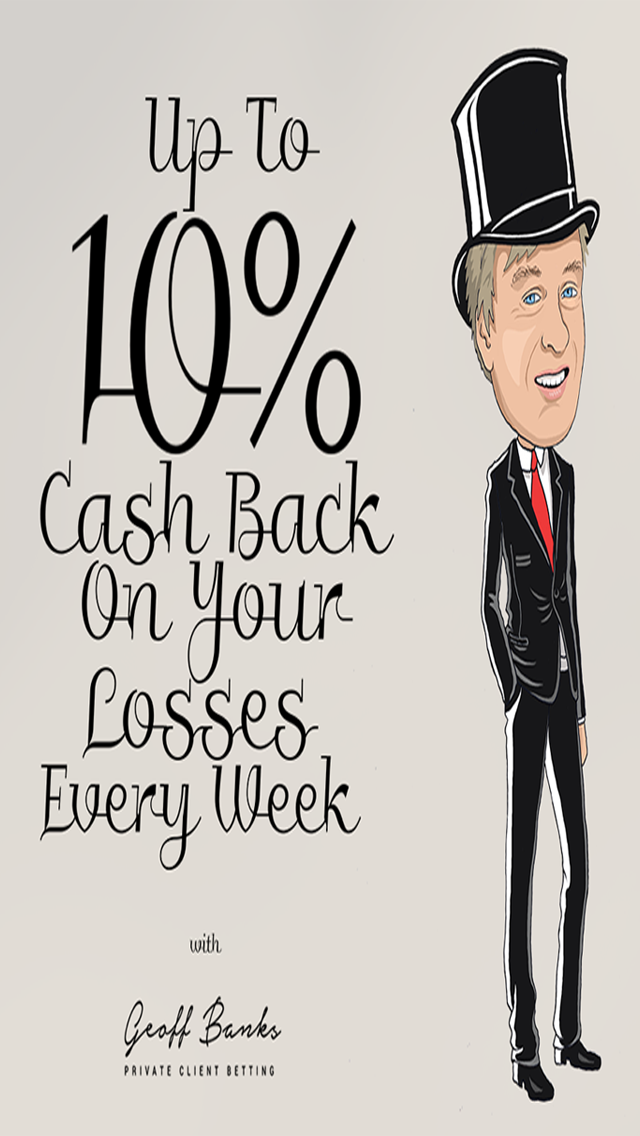 Up To
10%
Cash Back
On Your
Losses
Every Week
with
Geoff Banks
PRIVATE CLIENT BETTING